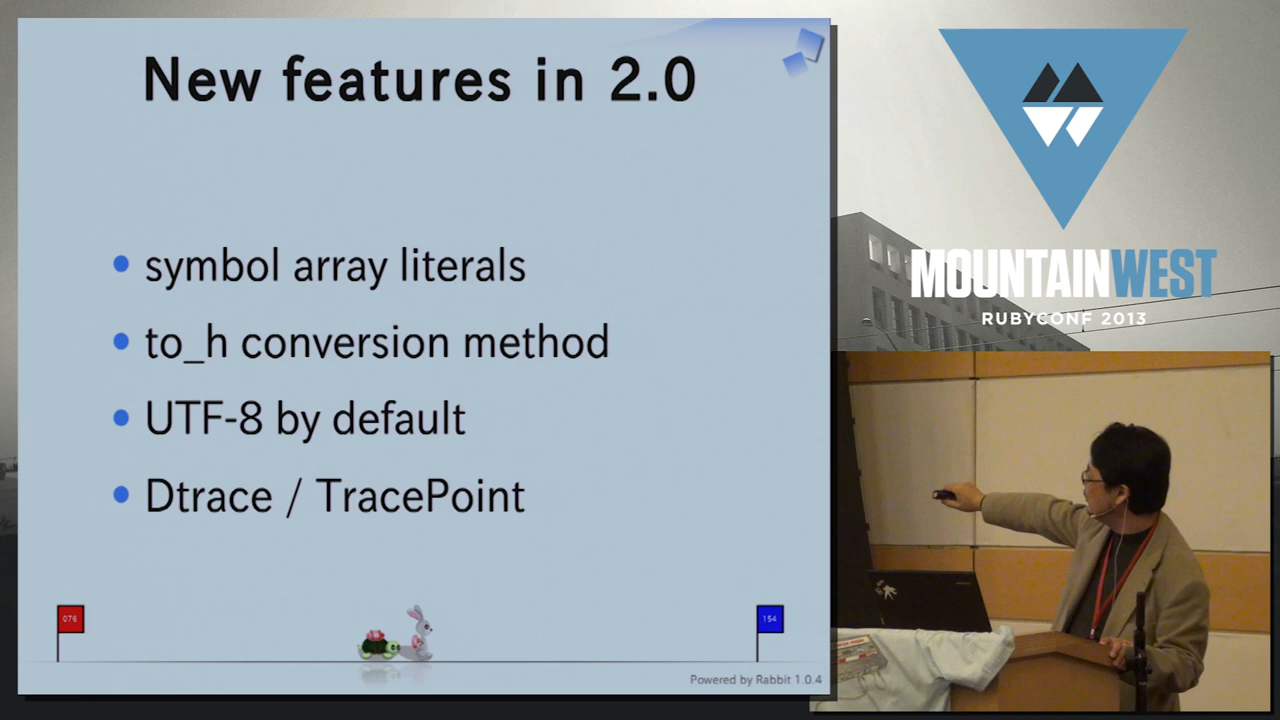 New features in 2.0
symbol array literals
to_h conversion method
UTF-8 by default
Dtrace / TracePoint
076
154
Powered by Rabbit 1.0.4
MOUNTAINWEST
RUBYCONF 2013